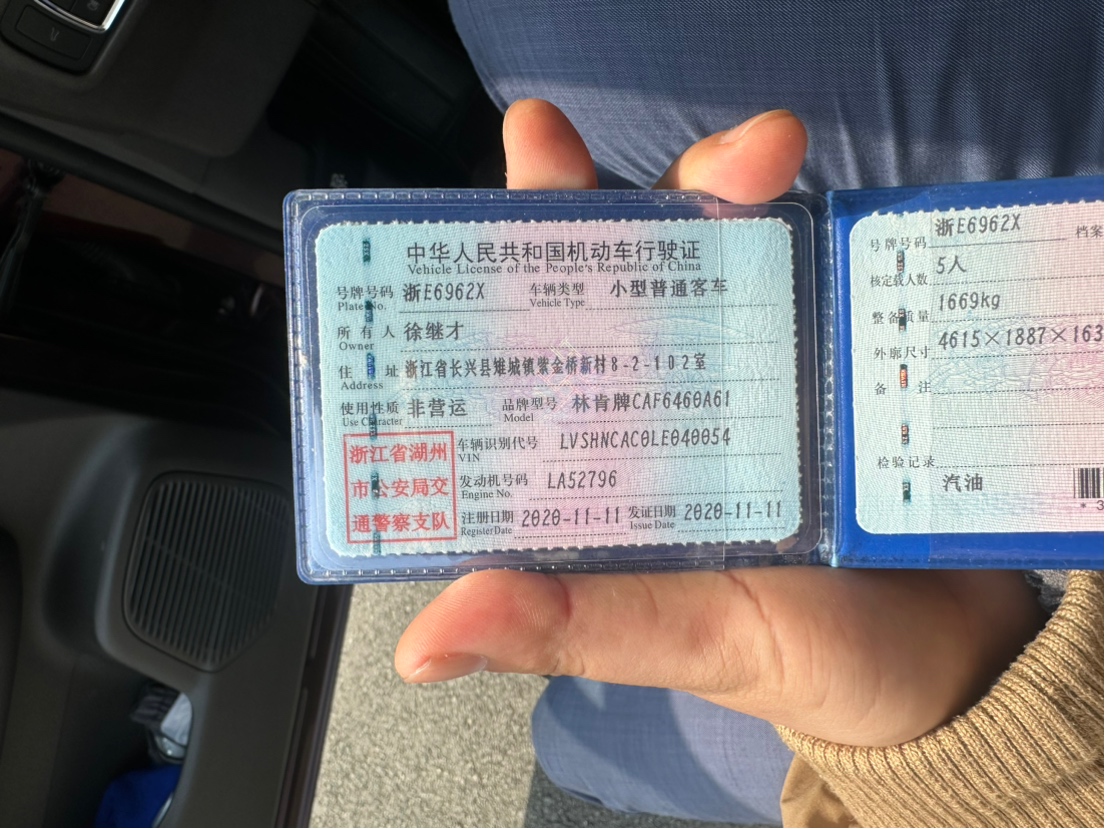 中华人民共和国机动车行驶证
Vehicle License of the People's Republic of China
号牌号码 浙E6962X 车辆类型 小型普通客车
Plate No. Vehicle Type
所有人 徐继才
Owner
住址 浙江省长兴县雉城镇紫金桥新村8-2-102室
Address
使用性质 非营运 品牌型号 林肯牌CAF6460A61
Use Character Model
浙江省湖州
市公安局交
通警察支队
车辆识别代号 LVSHNCAC0LE040054
VIN
发动机号码 LA52796
Engine No.
注册日期 2020-11-11 发证日期 2020-11-11
Register Date Issue Date
号牌号码 浙E6962X 档案
核定载人数 5人
整备质量 1669kg
外廓尺寸 4615×1887×163
备注
检验记录
汽油
* 3